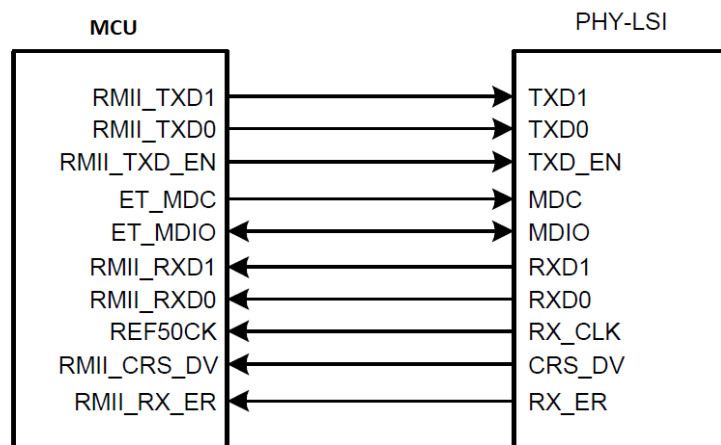 MCU PHY-LSI
RMII_TXD1 TXD1
RMII_TXD0 TXD0
RMII_TXD_EN TXD_EN
ET_MDC MDC
ET_MDIO MDIO
RMII_RXD1 RXD1
RMII_RXD0 RXD0
REF50CK RX_CLK
RMII_CRS_DV CRS_DV
RMII_RX_ER RX_ER